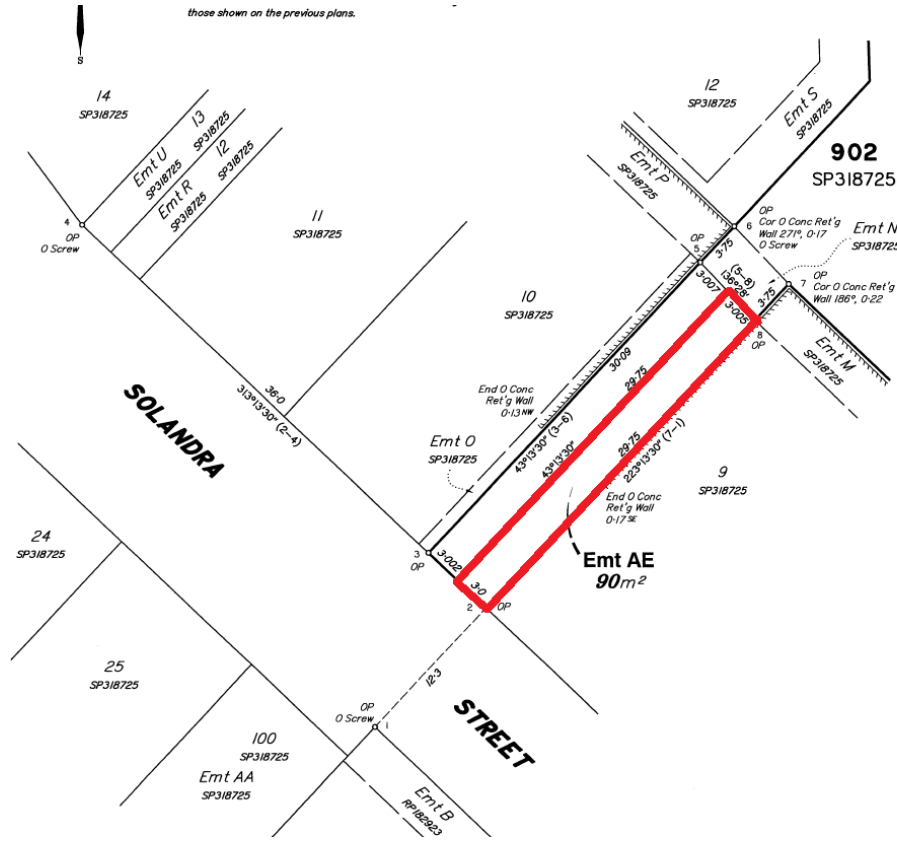 those shown on the previous plans.
S
14
SP318725
Emt U
SP318725
13
SP318725
Emt R
SP318725
12
SP318725
11
SP318725
10
SP318725
12
SP318725
Emt S
SP318725
902
SP318725
Emt P
SP318725
6
OP
Cor O Conc Ret'g
Wall 271°, 0·17
O Screw
Emt N
SP318725
4
OP
O Screw
5
OP
3·75
(5-8)
136°28'
3·007
3·005
3·75
7
OP
Cor O Conc Ret'g
Wall 186°, 0·22
8
OP
Emt M
SP318725
36·0
313°13'30" (2-4)
SOLANDRA
30·09
43°13'30" (3-6)
End O Conc
Ret'g Wall
0·13 NW
29·75
43°13'30"
29·75
223°13'30" (7-1)
Emt O
SP318725
9
SP318725
End O Conc
Ret'g Wall
0·17 SE
Emt AE
90m²
3
OP
3·002
3·0
2
OP
24
SP318725
25
SP318725
12·3
OP
O Screw
1
STREET
100
SP318725
Emt AA
SP318725
Emt B
RP182923